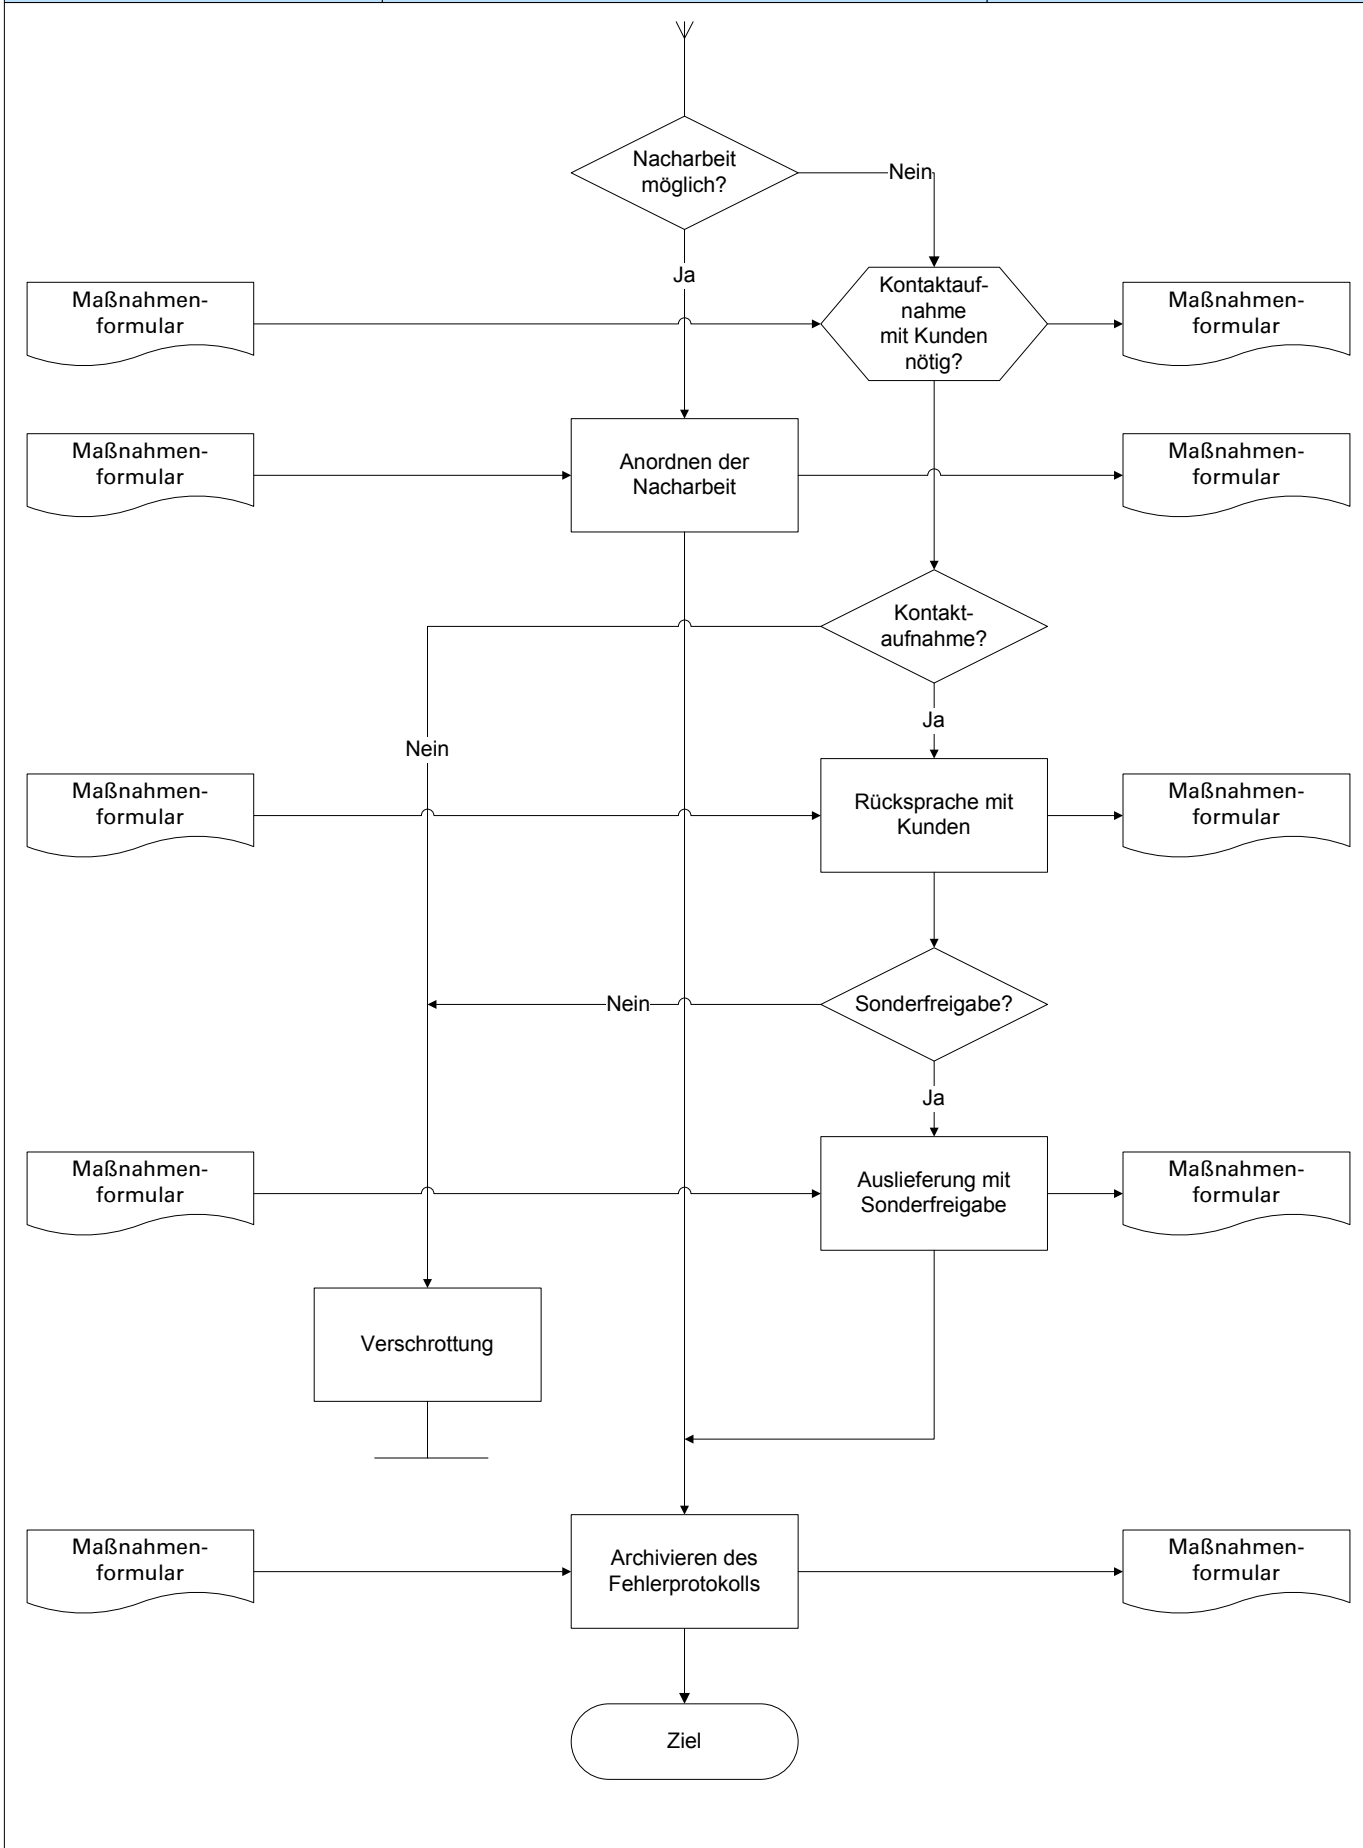 Nacharbeit
möglich?
Nein
Ja
Maßnahmen-
formular
Kontaktauf-
nahme
mit Kunden
nötig?
Maßnahmen-
formular
Maßnahmen-
formular
Anordnen der
Nacharbeit
Maßnahmen-
formular
Kontakt-
aufnahme?
Ja
Nein
Maßnahmen-
formular
Rücksprache mit
Kunden
Maßnahmen-
formular
Nein
Sonderfreigabe?
Ja
Maßnahmen-
formular
Auslieferung mit
Sonderfreigabe
Maßnahmen-
formular
Verschrottung
Maßnahmen-
formular
Archivieren des
Fehlerprotokolls
Maßnahmen-
formular
Ziel